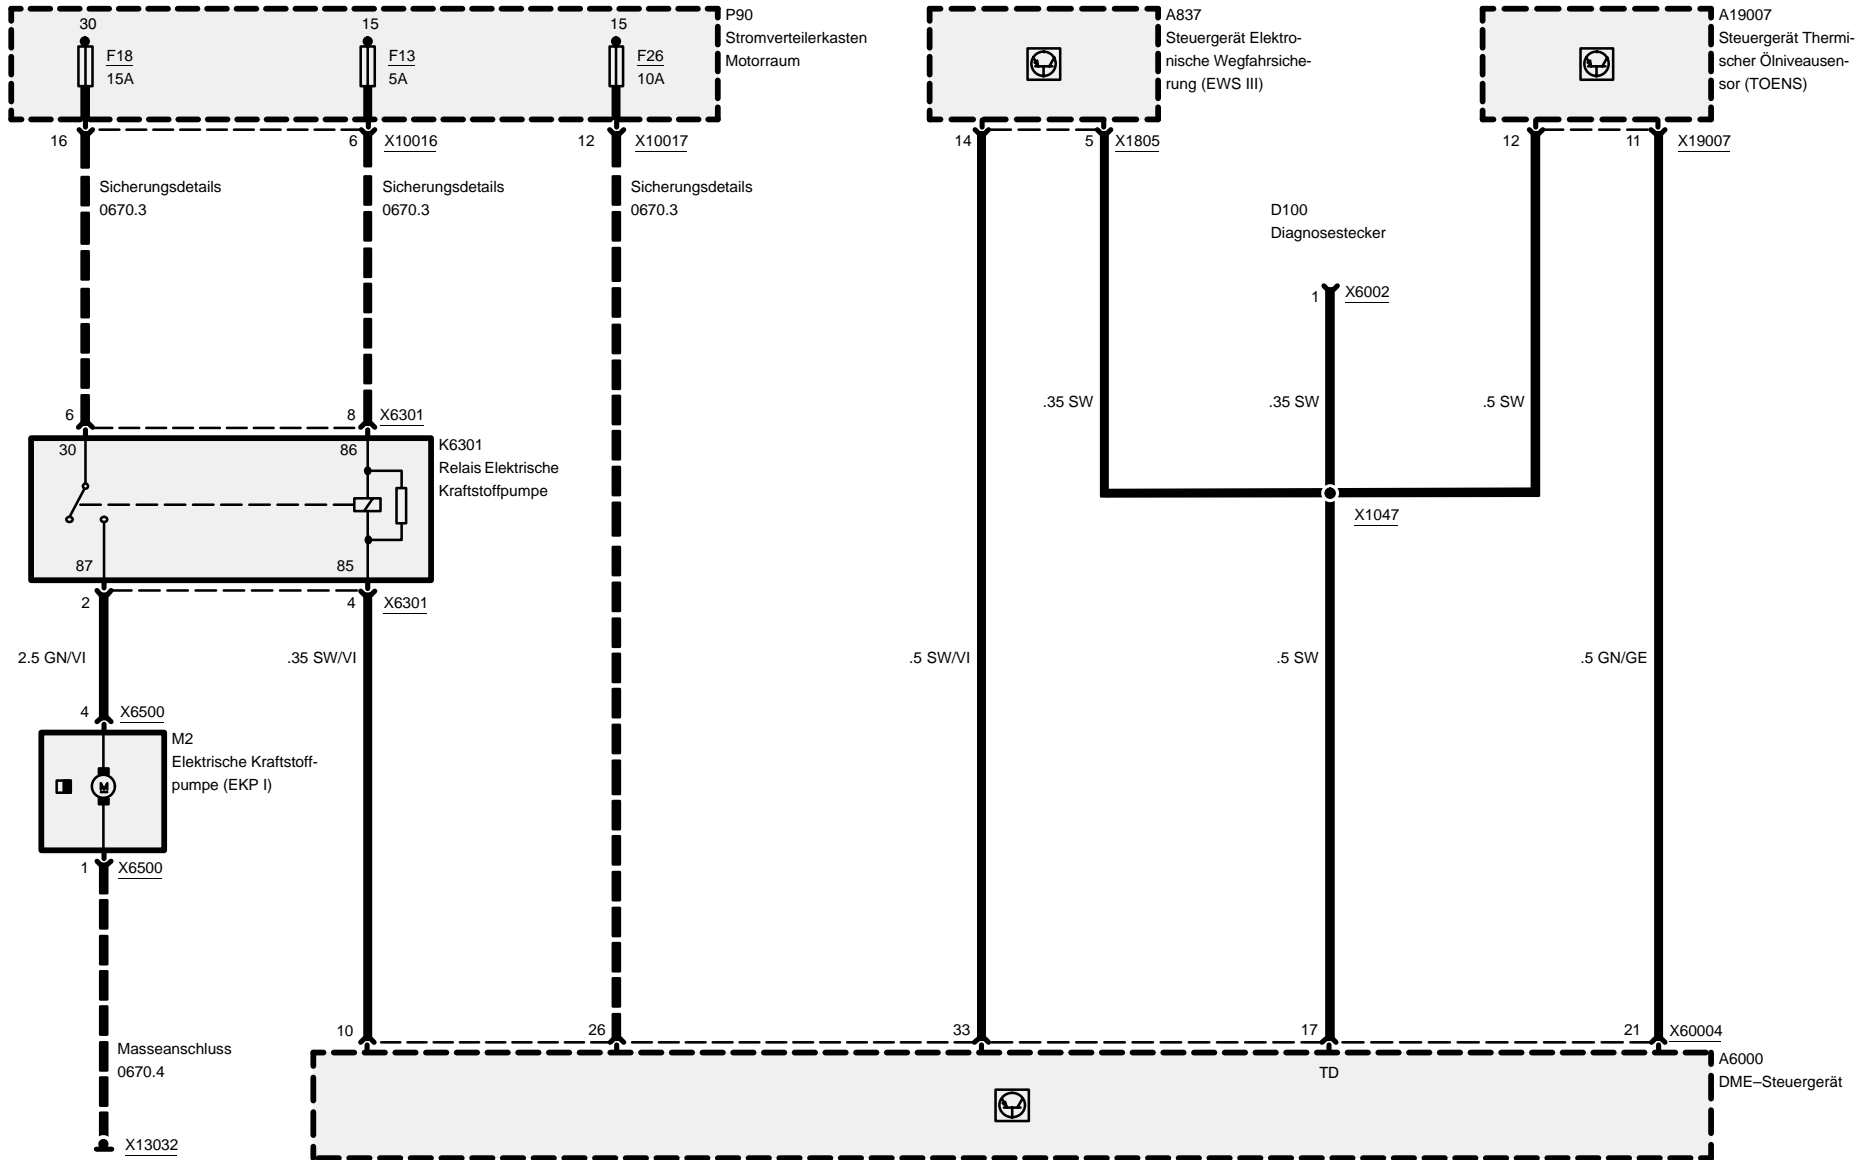 30
15
15
P90
Stromverteilerkasten
Motorraum
F18
15A
F13
5A
F26
10A
A837
Steuergerät Elektro-
nische Wegfahrsiche-
rung (EWS III)
A19007
Steuergerät Thermi-
scher Ölniveausen-
sor (TOENS)
16
6
X10016
12
X10017
14
5
X1805
12
11
X19007
Sicherungsdetails
0670.3
Sicherungsdetails
0670.3
Sicherungsdetails
0670.3
D100
Diagnosestecker
1
X6002
.35 SW
.35 SW
.5 SW
6
8
X6301
30
86
K6301
Relais Elektrische
Kraftstoffpumpe
X1047
87
85
2
4
X6301
2.5 GN/VI
.35 SW/VI
.5 SW/VI
.5 SW
.5 GN/GE
4
X6500
M2
Elektrische Kraftstoff-
pumpe (EKP I)
M
1
X6500
Masseanschluss
0670.4
X13032
10
26
33
17
21
X60004
TD
A6000
DME–Steuergerät